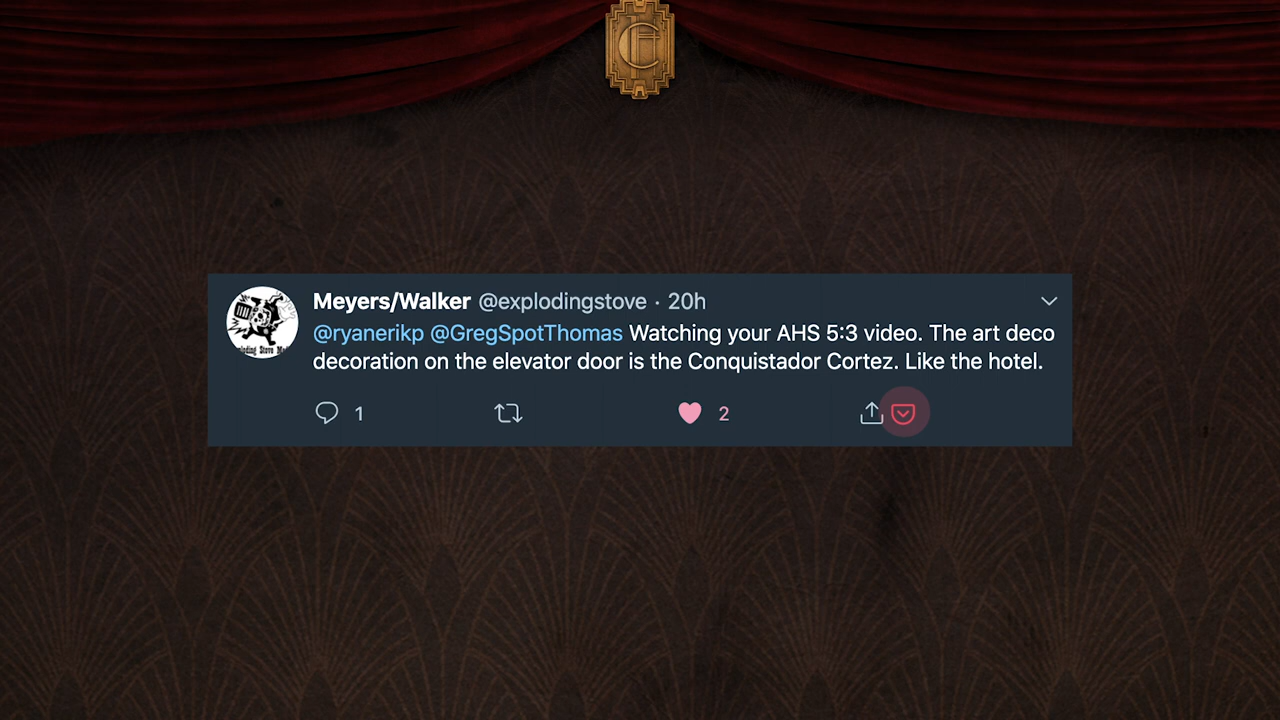 Meyers/Walker @explodingstove · 20h
@ryanerikp @GregSpotThomas Watching your AHS 5:3 video. The art deco
decoration on the elevator door is the Conquistador Cortez. Like the hotel.
1 2